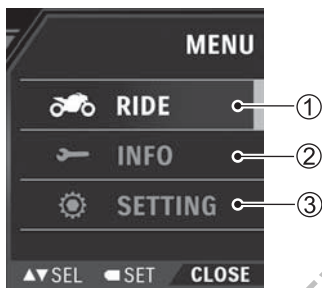 MENU
RIDE ①
INFO ②
SETTING ③
▲▼SEL SET CLOSE